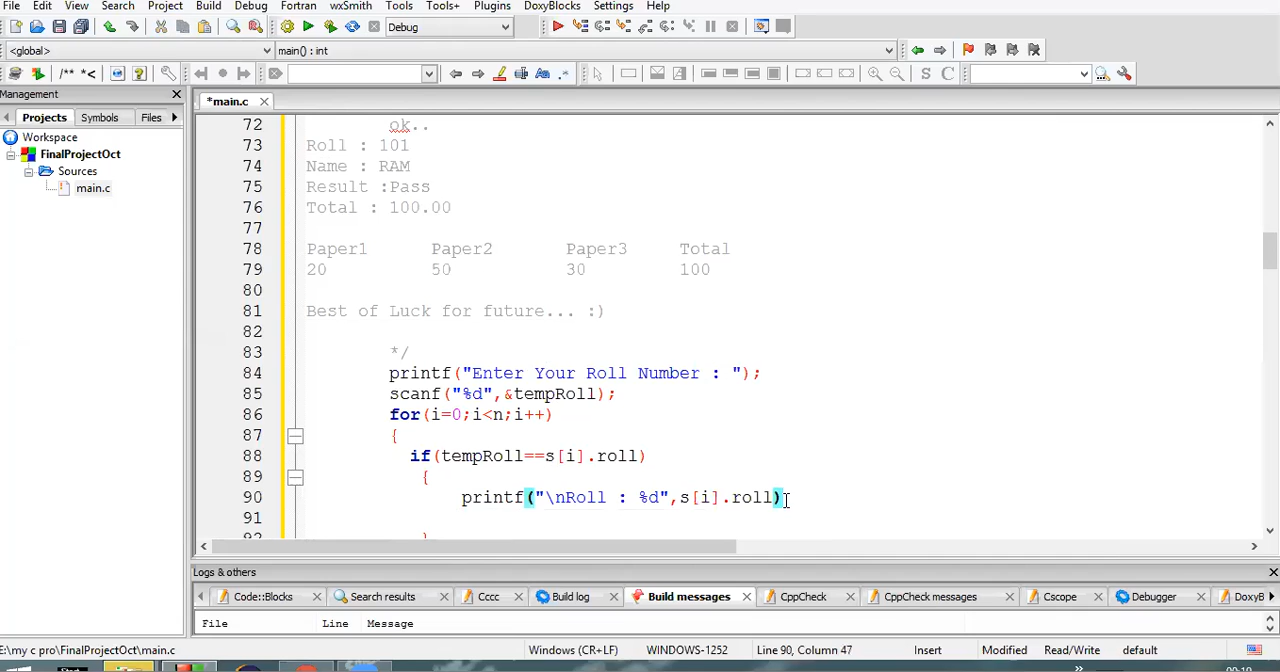 File Edit View Search Project Build Debug Fortran wxSmith Tools Tools+ Plugins DoxyBlocks Settings Help
Debug
<global> main() : int
/** *<
S C
Management
*main.c
Projects Symbols Files
Workspace
FinalProjectOct
Sources
main.c
72 ok..
73 Roll : 101
74 Name : RAM
75 Result :Pass
76 Total : 100.00
77
78 Paper1 Paper2 Paper3 Total
79 20 50 30 100
80
81 Best of Luck for future... :)
82
83 */
84 printf("Enter Your Roll Number : ");
85 scanf("%d",&tempRoll);
86 for(i=0;i<n;i++)
87 {
88 if(tempRoll==s[i].roll)
89 {
90 printf("\nRoll : %d",s[i].roll)
91
92 }
Logs & others
Code::Blocks Search results Cccc Build log Build messages CppCheck CppCheck messages Cscope Debugger DoxyB
File Line Message
E:\my c pro\FinalProjectOct\main.c Windows (CR+LF) WINDOWS-1252 Line 90, Column 47 Insert Modified Read/Write default